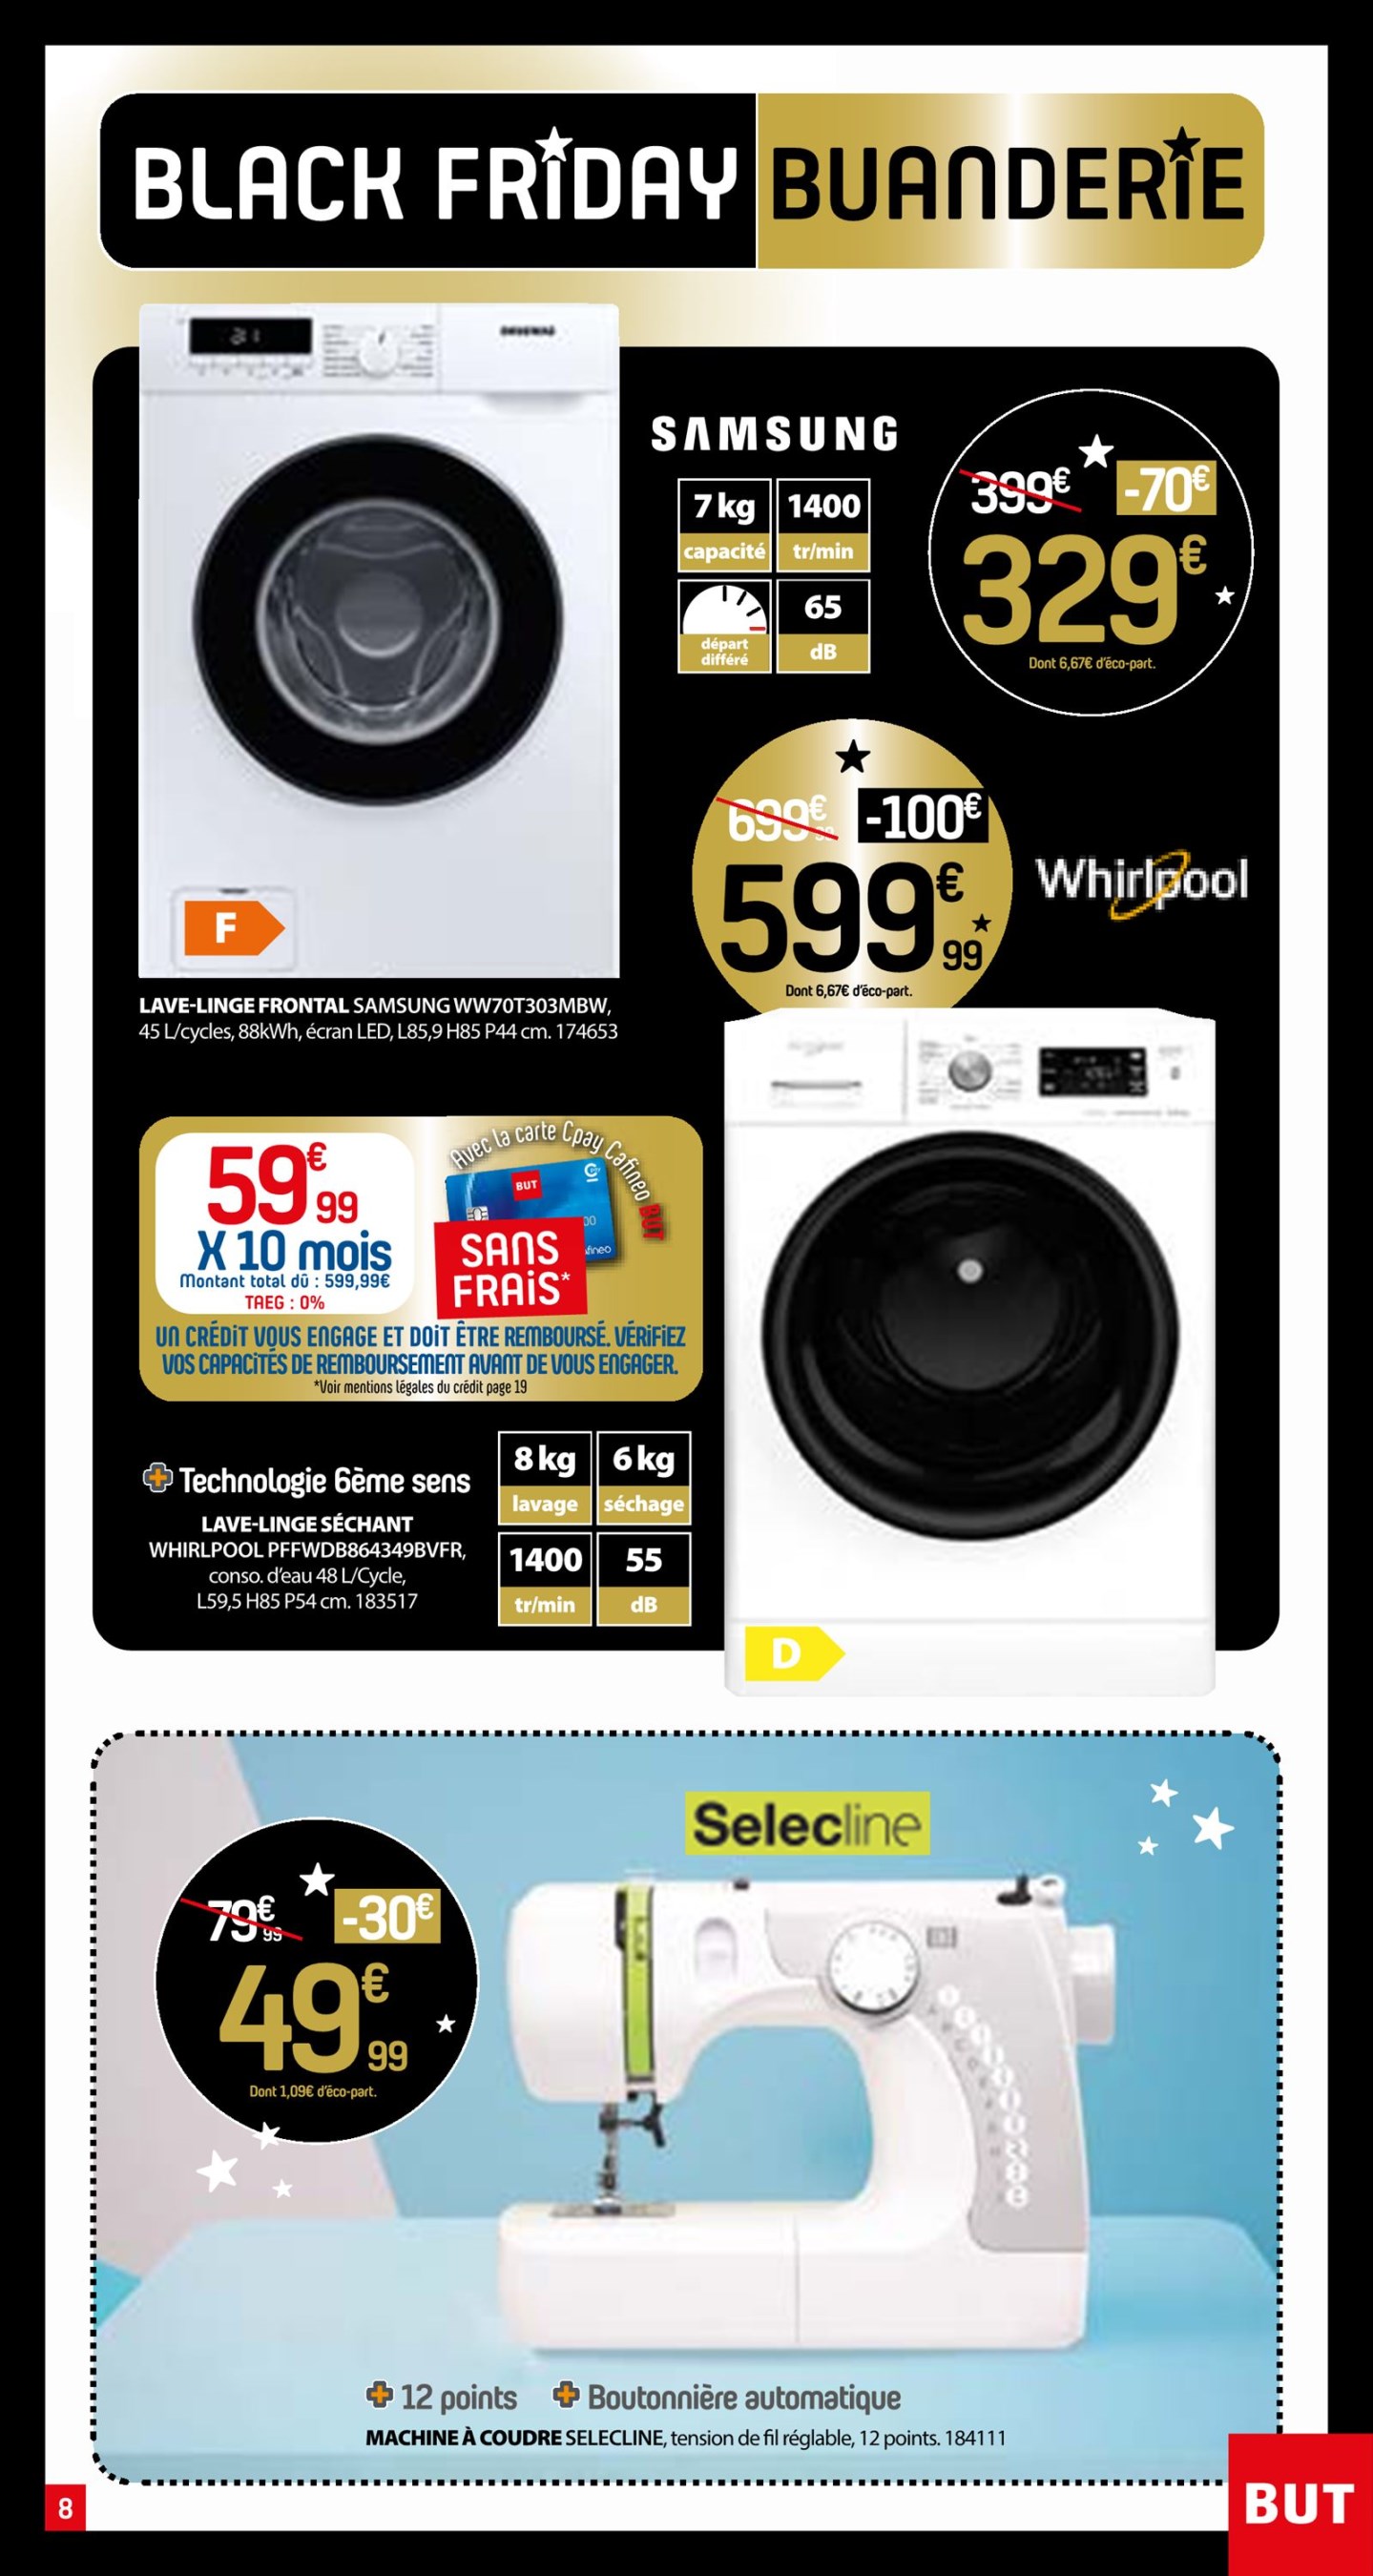 BLACK FRiDAY BUANDERiE
SAMSUNG
7 kg
capacité
1400
tr/min
départ
différé
65
dB
399€
-70€
329€
Dont 6,67€ d'éco-part.
F
LAVE-LINGE FRONTAL SAMSUNG WW70T303MBW,
45 L/cycles, 88kWh, écran LED, L85,9 H85 P44 cm. 174653
699€99
-100€
599€99
Dont 6,67€ d'éco-part.
Whirlpool
59€99
X 10 mois
Montant total dû : 599,99€
TAEG : 0%
Avec la carte Cpay Cafineo BUT
BUT
SANS
FRAiS*
UN CRÉDiT VOUS ENGAGE ET DOiT ÊTRE REMBOURSÉ. VÉRiFiEZ
VOS CAPACiTÉS DE REMBOURSEMENT AVANT DE VOUS ENGAGER.
*Voir mentions légales du crédit page 19
Technologie 6ème sens
LAVE-LINGE SÉCHANT
WHIRLPOOL PFFWDB864349BVFR,
conso. d'eau 48 L/Cycle,
L59,5 H85 P54 cm. 183517
8 kg
lavage
6 kg
séchage
1400
tr/min
55
dB
D
Selecline
79€99
-30€
49€99
Dont 1,09€ d'éco-part.
12 points
Boutonnière automatique
MACHINE À COUDRE SELECLINE, tension de fil réglable, 12 points. 184111
8
BUT